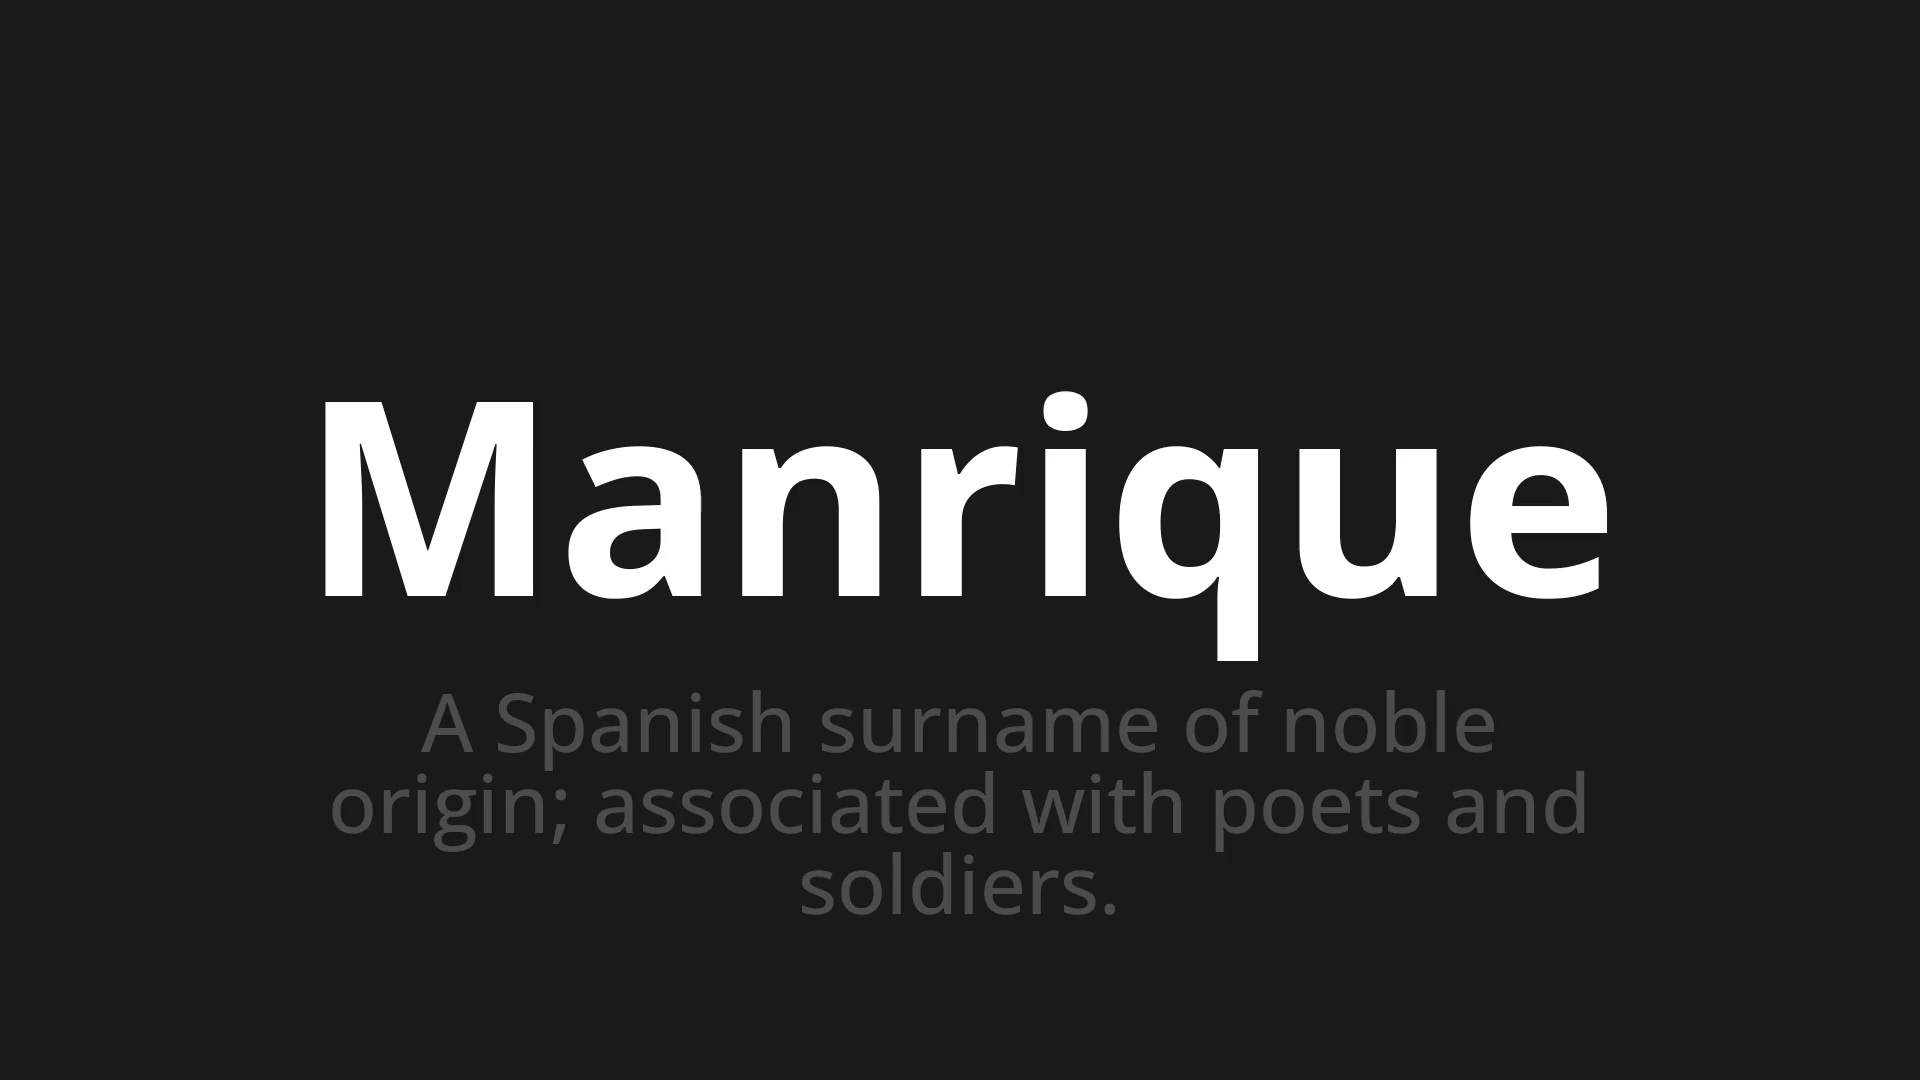 Manrique
A Spanish surname of noble
origin; associated with poets and
soldiers.